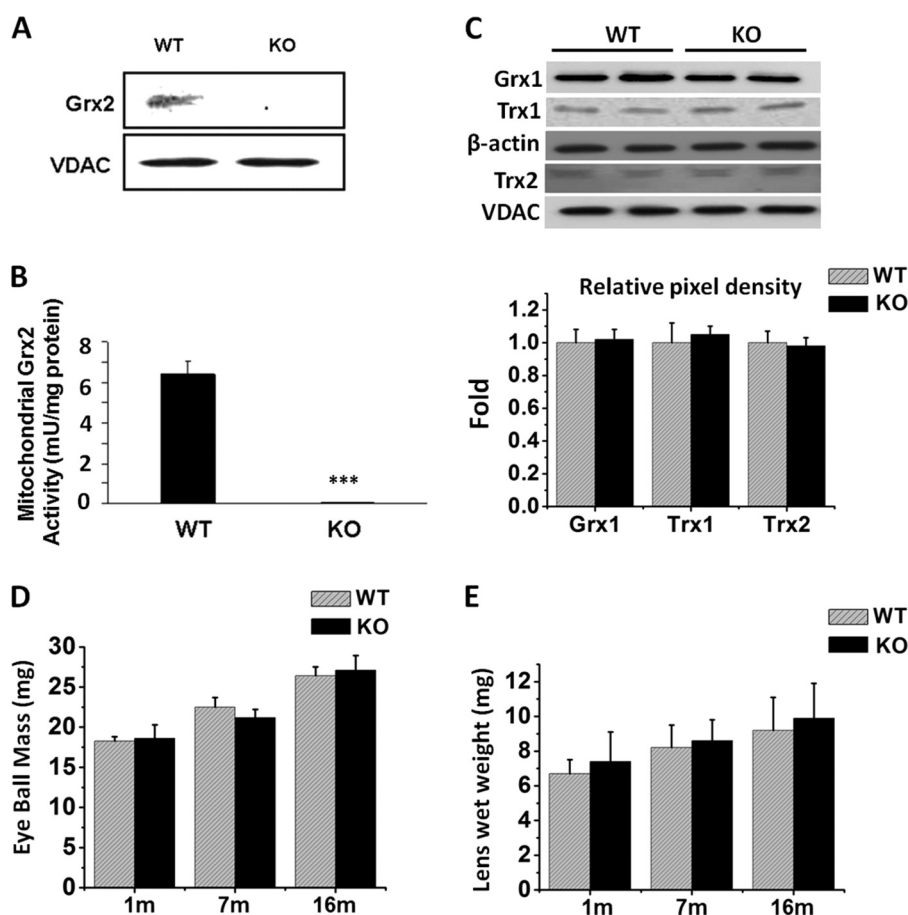 A
WT KO
Grx2
VDAC
B
Mitochondrial Grx2
Activity (mU/mg protein)
8
6
4
2
0
***
WT KO
C
WT KO
Grx1
Trx1
β-actin
Trx2
VDAC
Relative pixel density
WT
KO
Fold
1.2
1.0
0.8
0.6
0.4
0.2
0.0
Grx1 Trx1 Trx2
D
WT
KO
Eye Ball Mass (mg)
30
25
20
15
10
5
0
1m 7m 16m
E
WT
KO
Lens wet weight (mg)
12
10
8
6
4
2
0
1m 7m 16m